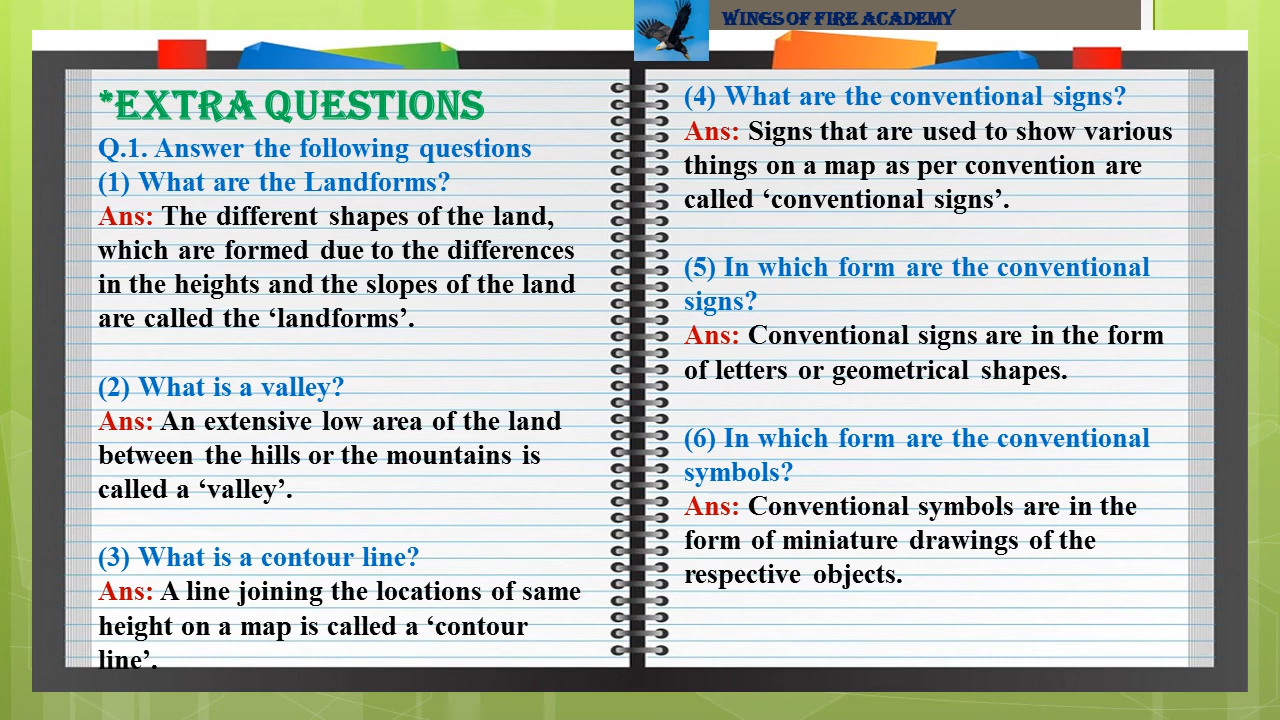 WINGS OF FIRE ACADEMY
*EXTRA QUESTIONS
Q.1. Answer the following questions
(1) What are the Landforms?
Ans: The different shapes of the land,
which are formed due to the differences
in the heights and the slopes of the land
are called the ‘landforms’.
(2) What is a valley?
Ans: An extensive low area of the land
between the hills or the mountains is
called a ‘valley’.
(3) What is a contour line?
Ans: A line joining the locations of same
height on a map is called a ‘contour
line’.
(4) What are the conventional signs?
Ans: Signs that are used to show various
things on a map as per convention are
called ‘conventional signs’.
(5) In which form are the conventional
signs?
Ans: Conventional signs are in the form
of letters or geometrical shapes.
(6) In which form are the conventional
symbols?
Ans: Conventional symbols are in the
form of miniature drawings of the
respective objects.